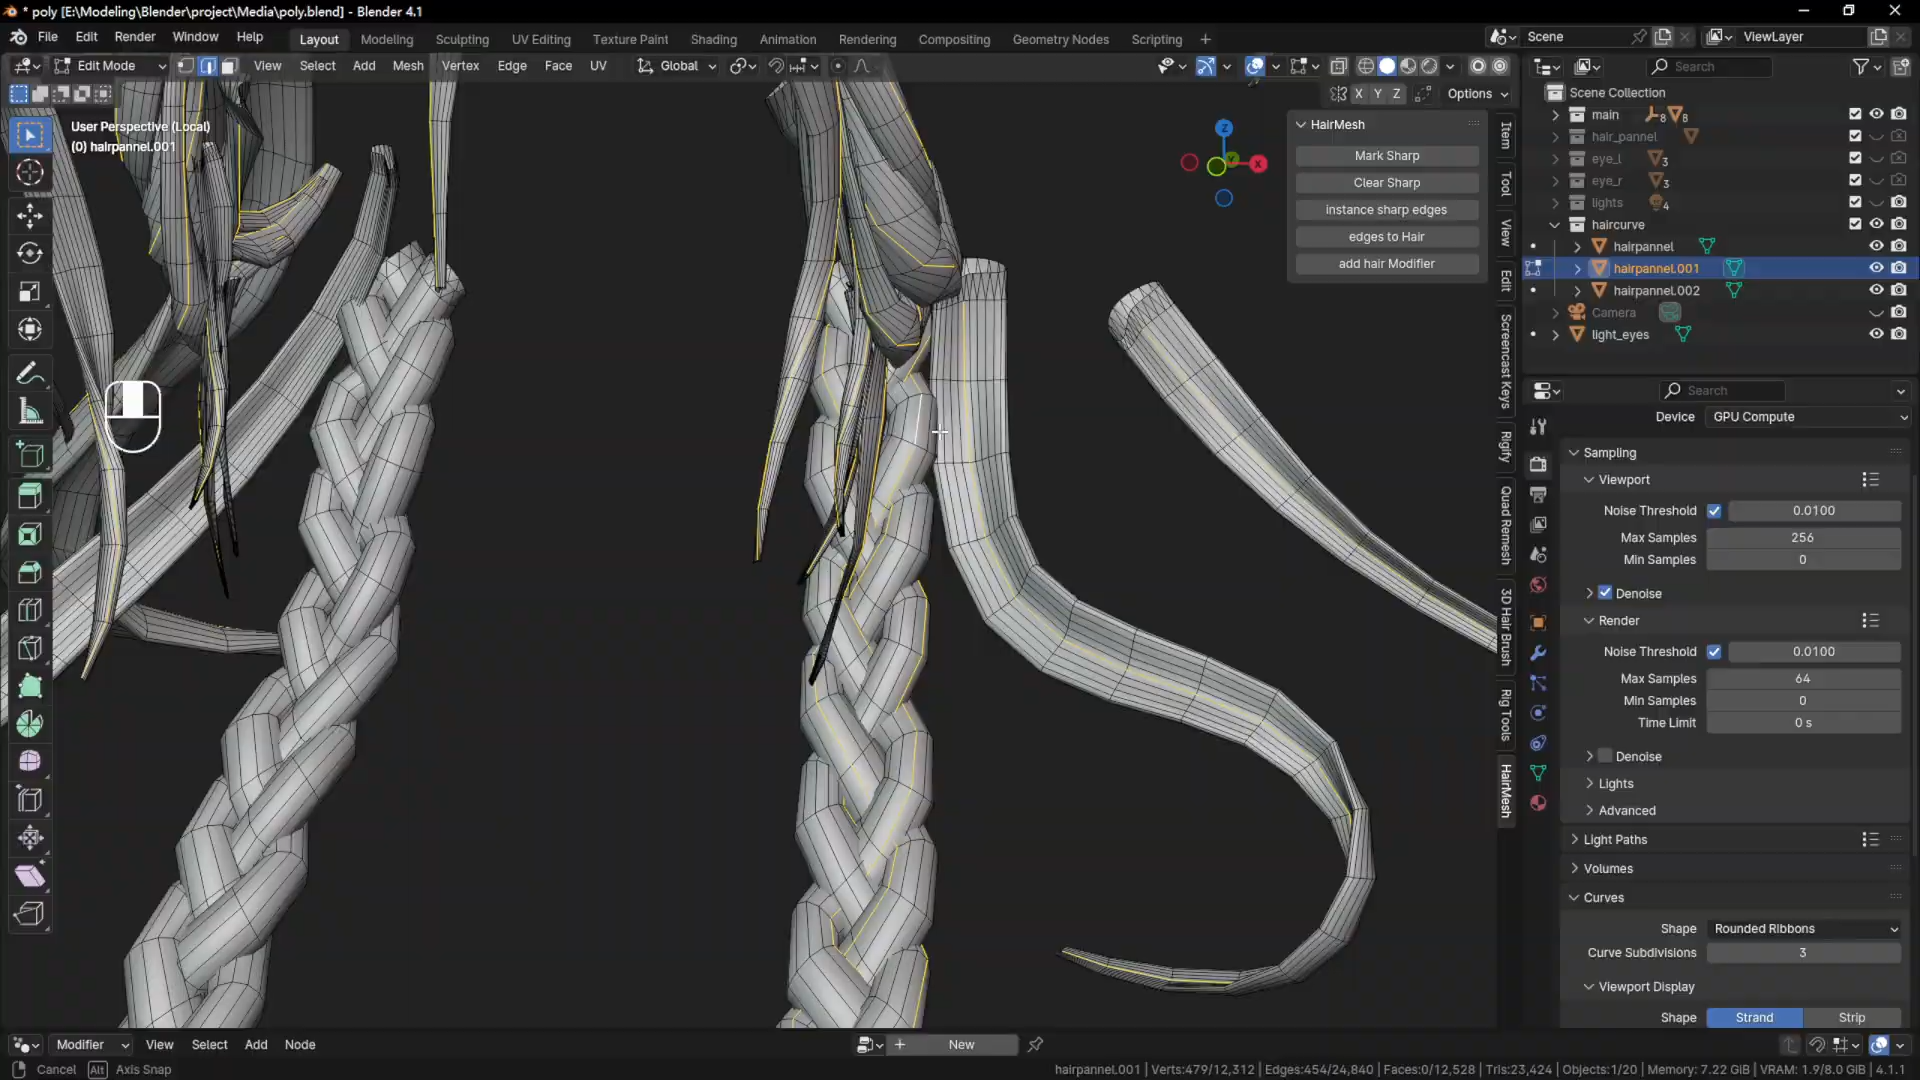 * poly [E:\Modeling\Blender\project\Media\poly.blend] - Blender 4.1
File Edit Render Window Help Layout Modeling Sculpting UV Editing Texture Paint Shading Animation Rendering Compositing Geometry Nodes Scripting + Scene ViewLayer
Edit Mode View Select Add Mesh Vertex Edge Face UV Global Search
X Y Z Options
User Perspective (Local)
(0) hairpannel.001
Z
X
HairMesh
Mark Sharp
Clear Sharp
instance sharp edges
edges to Hair
add hair Modifier
Item
Tool
View
Edit
Screencast Keys
Rigify
Quad Remesh
3D Hair Brush
Rig Tools
HairMesh
Scene Collection
main 8 8
hair_pannel
eye_l 3
eye_r 3
lights 4
haircurve
hairpannel
hairpannel.001
hairpannel.002
Camera
light_eyes
Search
Device GPU Compute
Sampling
Viewport
Noise Threshold 0.0100
Max Samples 256
Min Samples 0
Denoise
Render
Noise Threshold 0.0100
Max Samples 64
Min Samples 0
Time Limit 0 s
Denoise
Lights
Advanced
Light Paths
Volumes
Curves
Shape Rounded Ribbons
Curve Subdivisions 3
Viewport Display
Shape Strand Strip
Modifier View Select Add Node + New
Cancel Alt Axis Snap hairpannel.001 | Verts:479/12,312 | Edges:454/24,840 | Faces:0/12,528 | Tris:23,424 | Objects:1/20 | Memory: 7.22 GiB | VRAM: 1.9/8.0 GiB | 4.1.1